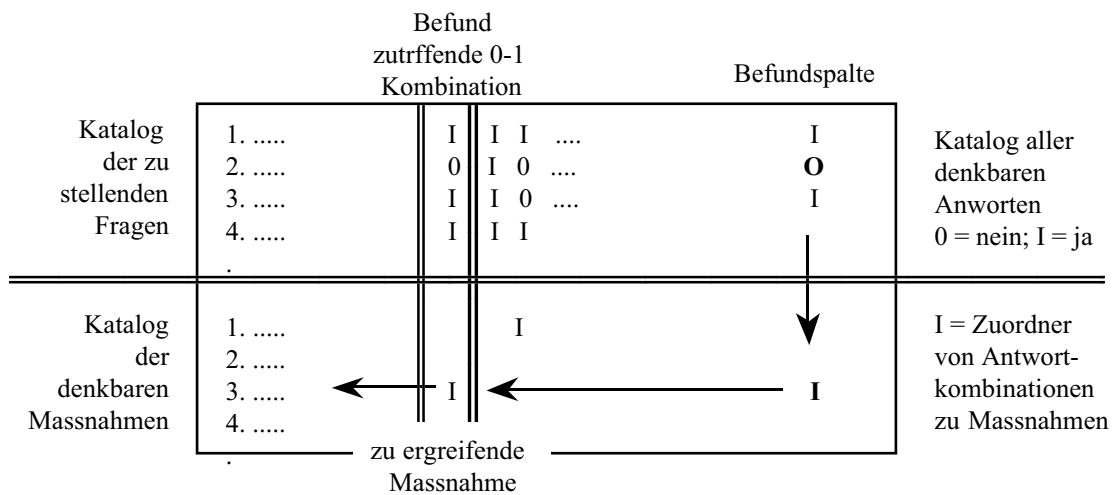 Befund
zutrffende 0-1
Kombination
Befundspalte
Katalog
der zu
stellenden
Fragen
1. ..... I I I .... I
2. ..... 0 I 0 .... O
3. ..... I I 0 .... I
4. ..... I I I
.
Katalog aller
denkbaren
Anworten
0 = nein; I = ja
Katalog
der
denkbaren
Massnahmen
1. ..... I
2. .....
3. ..... I I
4. .....
.
I = Zuordner
von Antwort-
kombinationen
zu Massnahmen
zu ergreifende
Massnahme